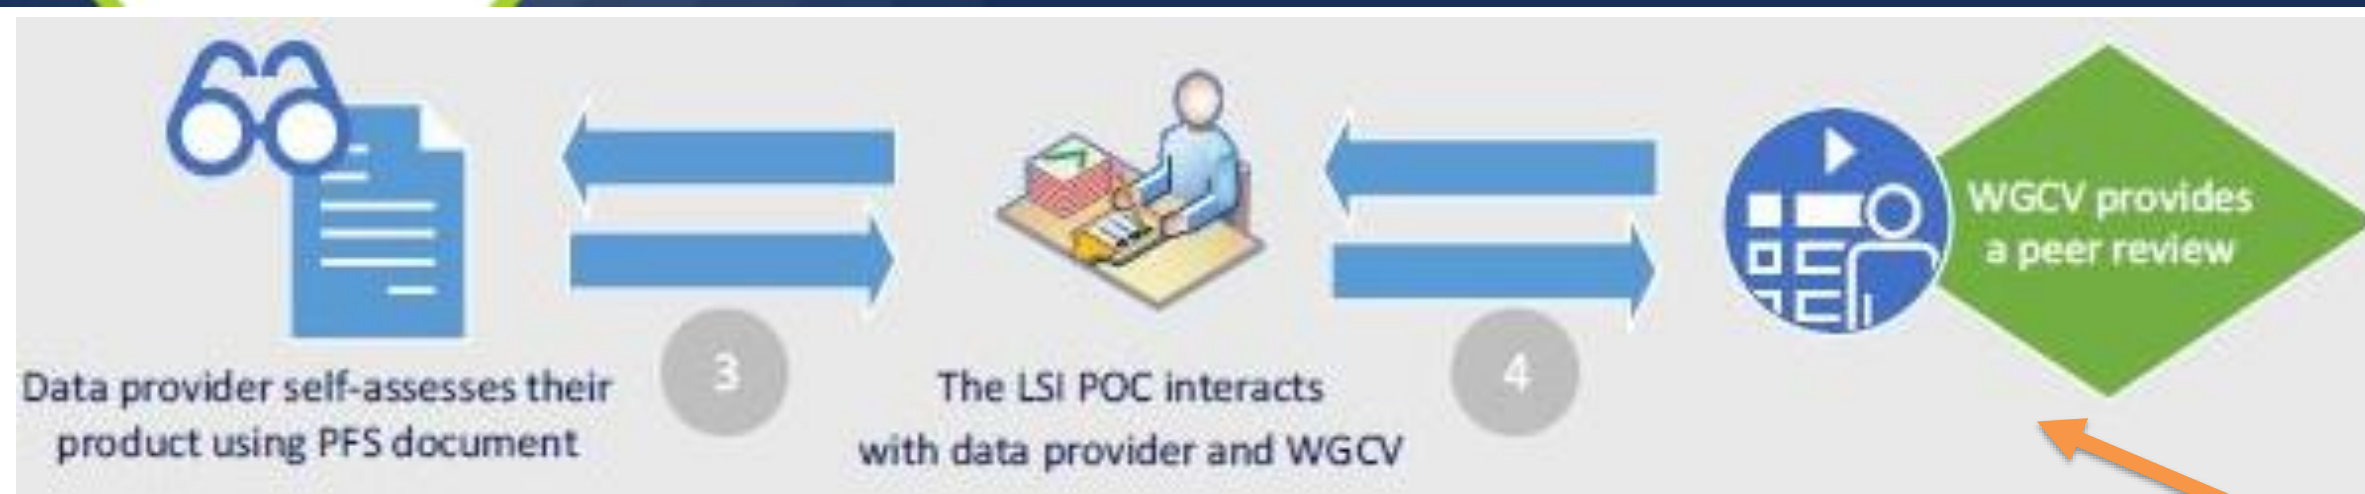 Data provider self-assesses their
product using PFS document
3
The LSI POC interacts
with data provider and WGCV
4
WGCV provides
a peer review